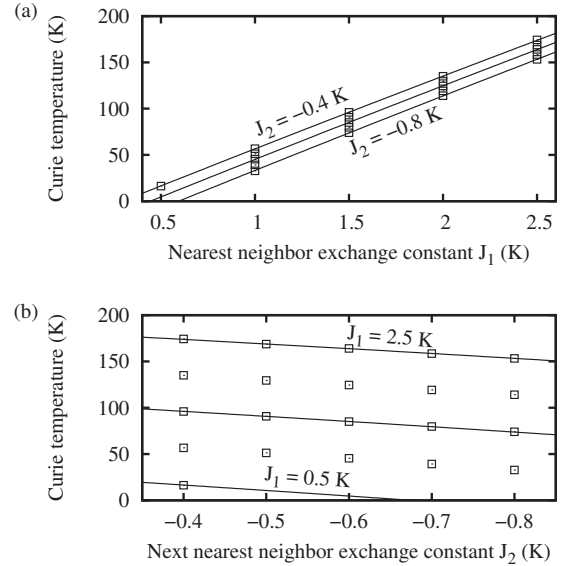 (a)
200
150
100
50
0
Curie temperature (K)
J2 = −0.4 K
J2 = −0.8 K
0.5 1 1.5 2 2.5
Nearest neighbor exchange constant J1 (K)
(b)
200
150
100
50
0
Curie temperature (K)
J1 = 2.5 K
J1 = 0.5 K
−0.4 −0.5 −0.6 −0.7 −0.8
Next nearest neighbor exchange constant J2 (K)